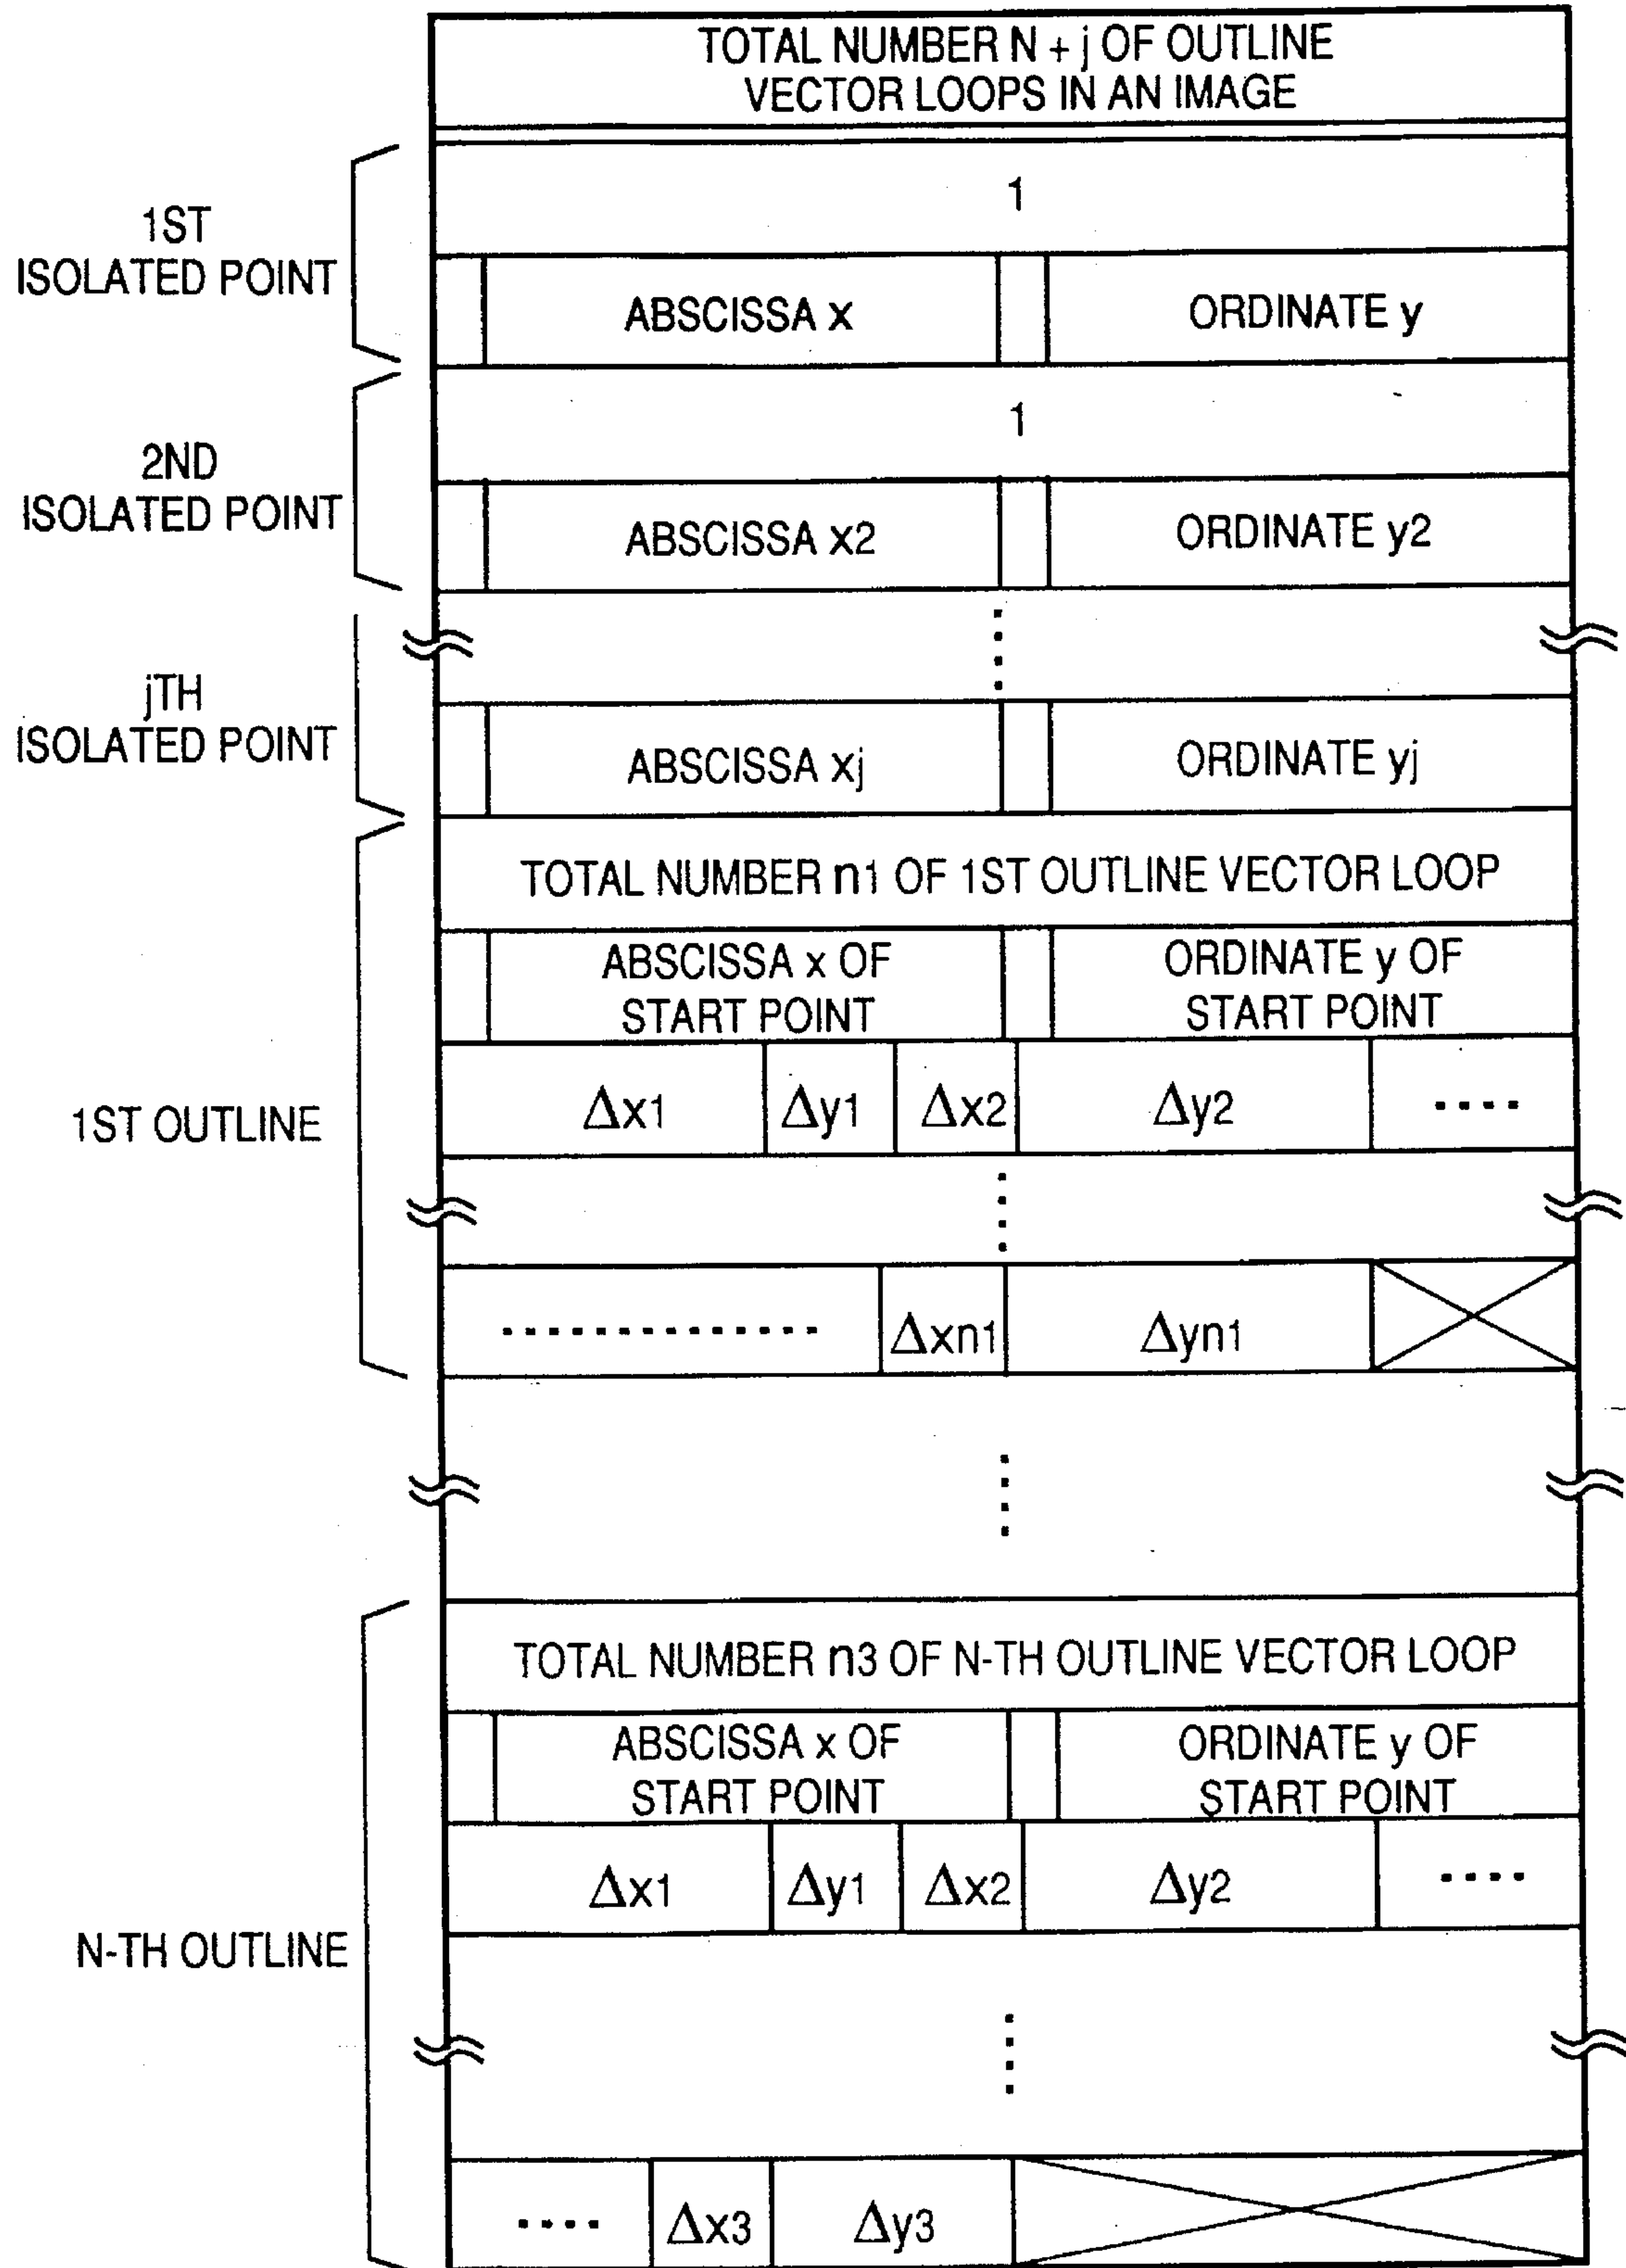 TOTAL NUMBER N + j OF OUTLINE
VECTOR LOOPS IN AN IMAGE
1ST
ISOLATED POINT
1
ABSCISSA x
ORDINATE y
2ND
ISOLATED POINT
1
ABSCISSA x2
ORDINATE y2
jTH
ISOLATED POINT
ABSCISSA xj
ORDINATE yj
1ST OUTLINE
TOTAL NUMBER n1 OF 1ST OUTLINE VECTOR LOOP
ABSCISSA x OF
START POINT
ORDINATE y OF
START POINT
Δx1
Δy1
Δx2
Δy2
Δxn1
Δyn1
N-TH OUTLINE
TOTAL NUMBER n3 OF N-TH OUTLINE VECTOR LOOP
ABSCISSA x OF
START POINT
ORDINATE y OF
START POINT
Δx1
Δy1
Δx2
Δy2
Δx3
Δy3